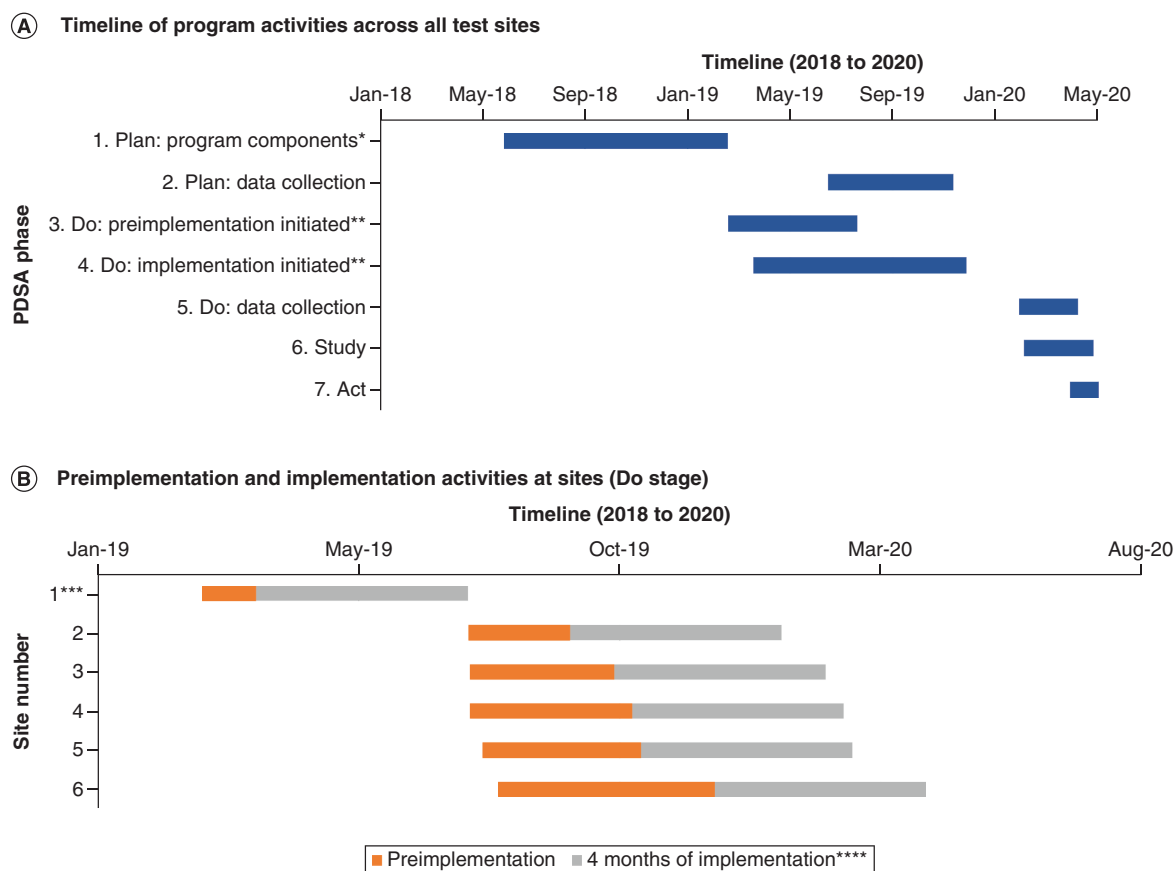 A Timeline of program activities across all test sites
Timeline (2018 to 2020)
Jan-18 May-18 Sep-18 Jan-19 May-19 Sep-19 Jan-20 May-20
PDSA phase
1. Plan: program components*
2. Plan: data collection
3. Do: preimplementation initiated**
4. Do: implementation initiated**
5. Do: data collection
6. Study
7. Act
B Preimplementation and implementation activities at sites (Do stage)
Timeline (2018 to 2020)
Jan-19 May-19 Oct-19 Mar-20 Aug-20
Site number
1***
2
3
4
5
6
Preimplementation 4 months of implementation****